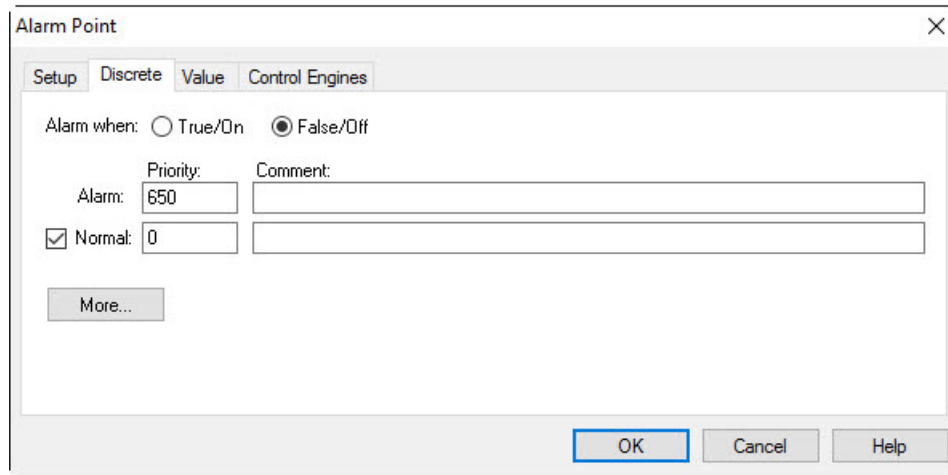 Alarm Point
Setup Discrete Value Control Engines
Alarm when: True/On False/Off
Priority: Comment:
Alarm: 650
Normal: 0
More...
OK Cancel Help